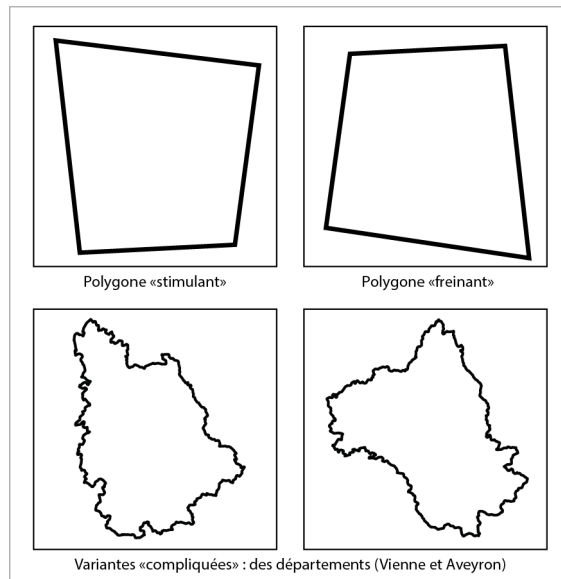 Polygone «stimulant»
Polygone «freinant»
Variantes «compliquées» : des départements (Vienne et Aveyron)